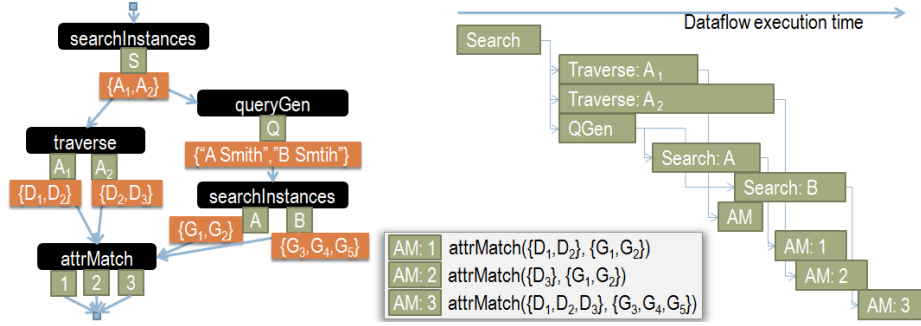 searchInstances
S
{A₁,A₂}
queryGen
Q
{“A Smith”,”B Smtih”}
traverse
A₁ A₂
{D₁,D₂} {D₂,D₃}
searchInstances
A B
{G₁,G₂}
{G₃,G₄,G₅}
attrMatch
1 2 3
Dataflow execution time
Search
Traverse: A₁
Traverse: A₂
QGen
Search: A
Search: B
AM
AM: 1
AM: 2
AM: 3
AM: 1 attrMatch({D₁,D₂}, {G₁,G₂})
AM: 2 attrMatch({D₃}, {G₁,G₂})
AM: 3 attrMatch({D₁,D₂,D₃}, {G₃,G₄,G₅})